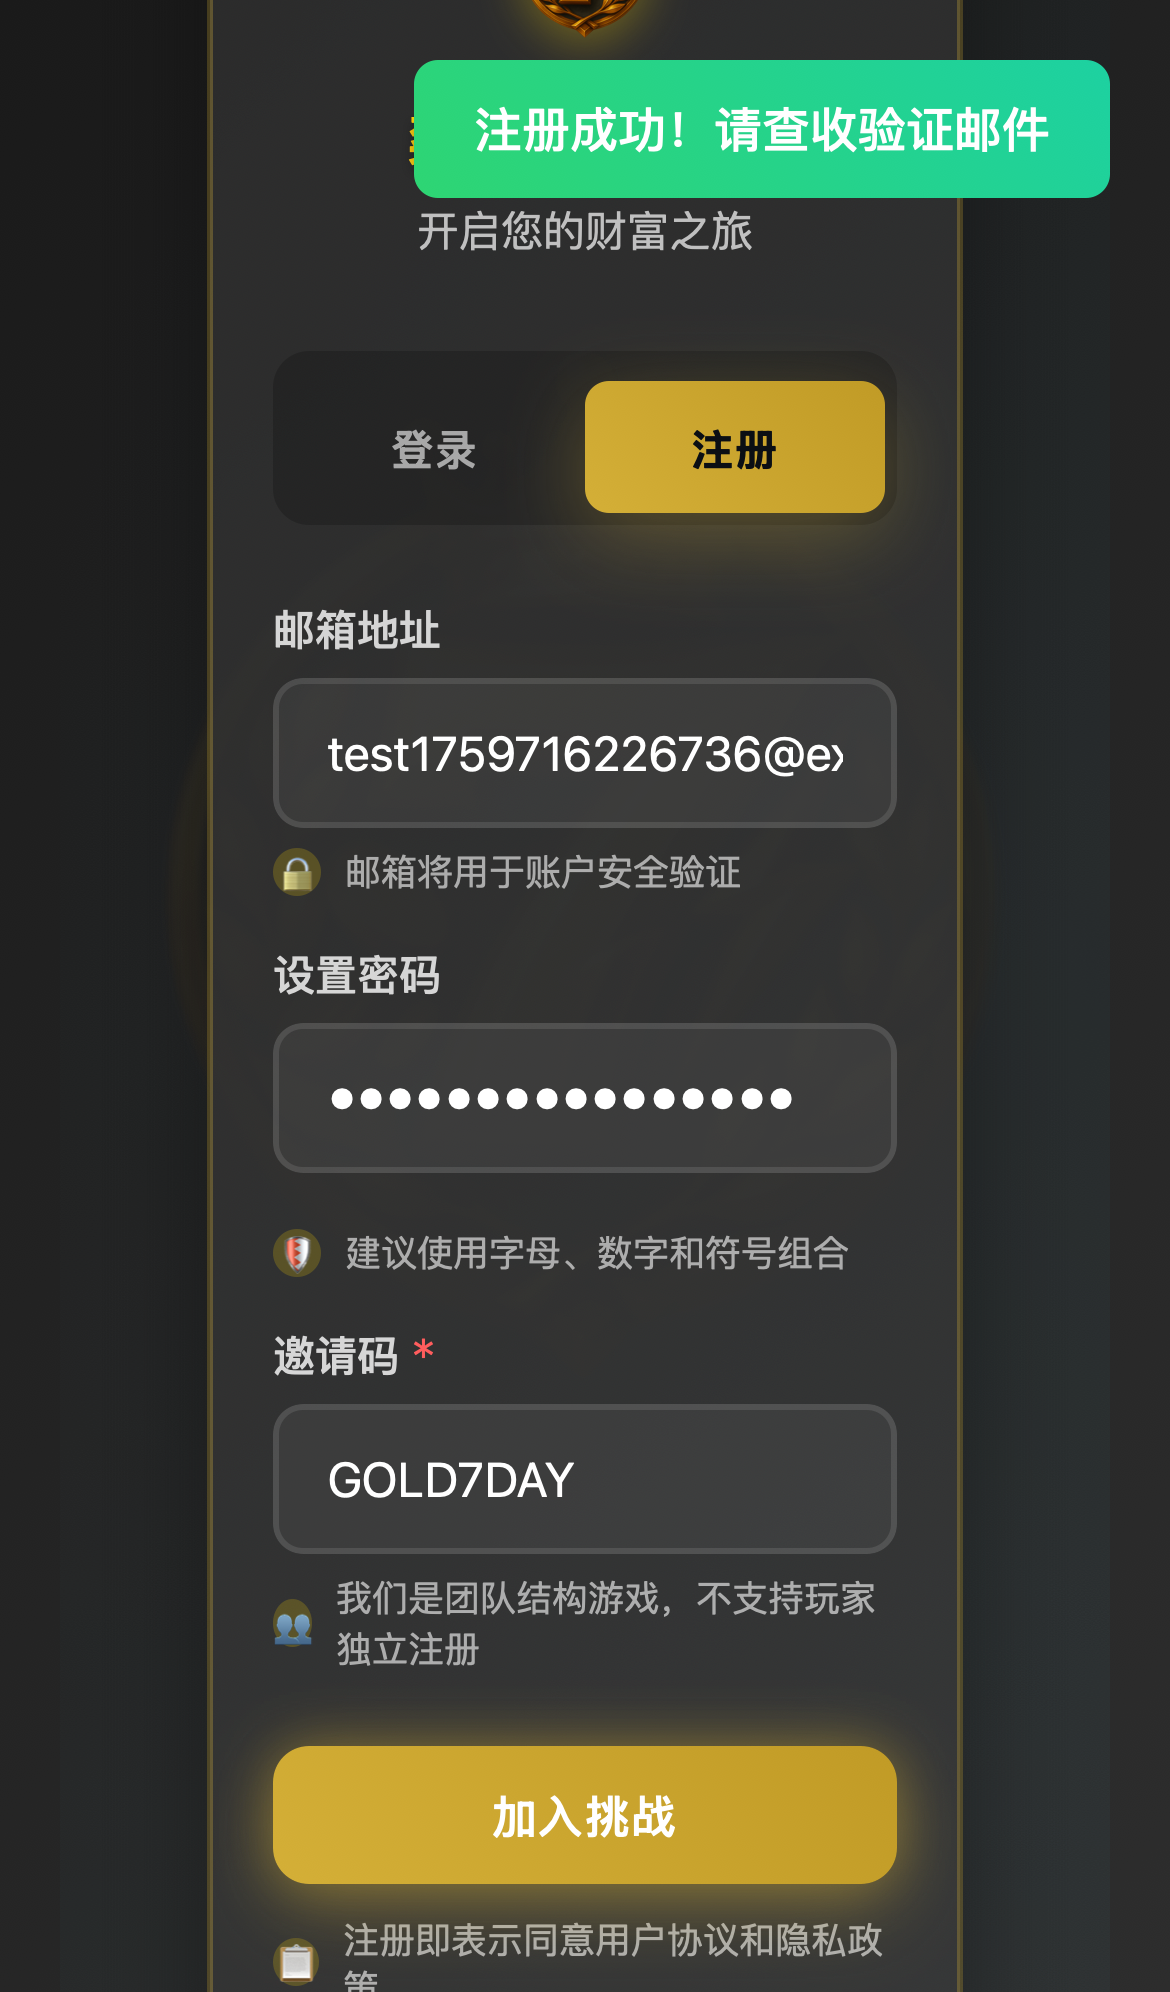 注册成功！请查收验证邮件
开启您的财富之旅
登录
注册
邮箱地址
test1759716226736@ex
邮箱将用于账户安全验证
设置密码
建议使用字母、数字和符号组合
邀请码 *
GOLD7DAY
我们是团队结构游戏，不支持玩家
独立注册
加入挑战
注册即表示同意用户协议和隐私政
策